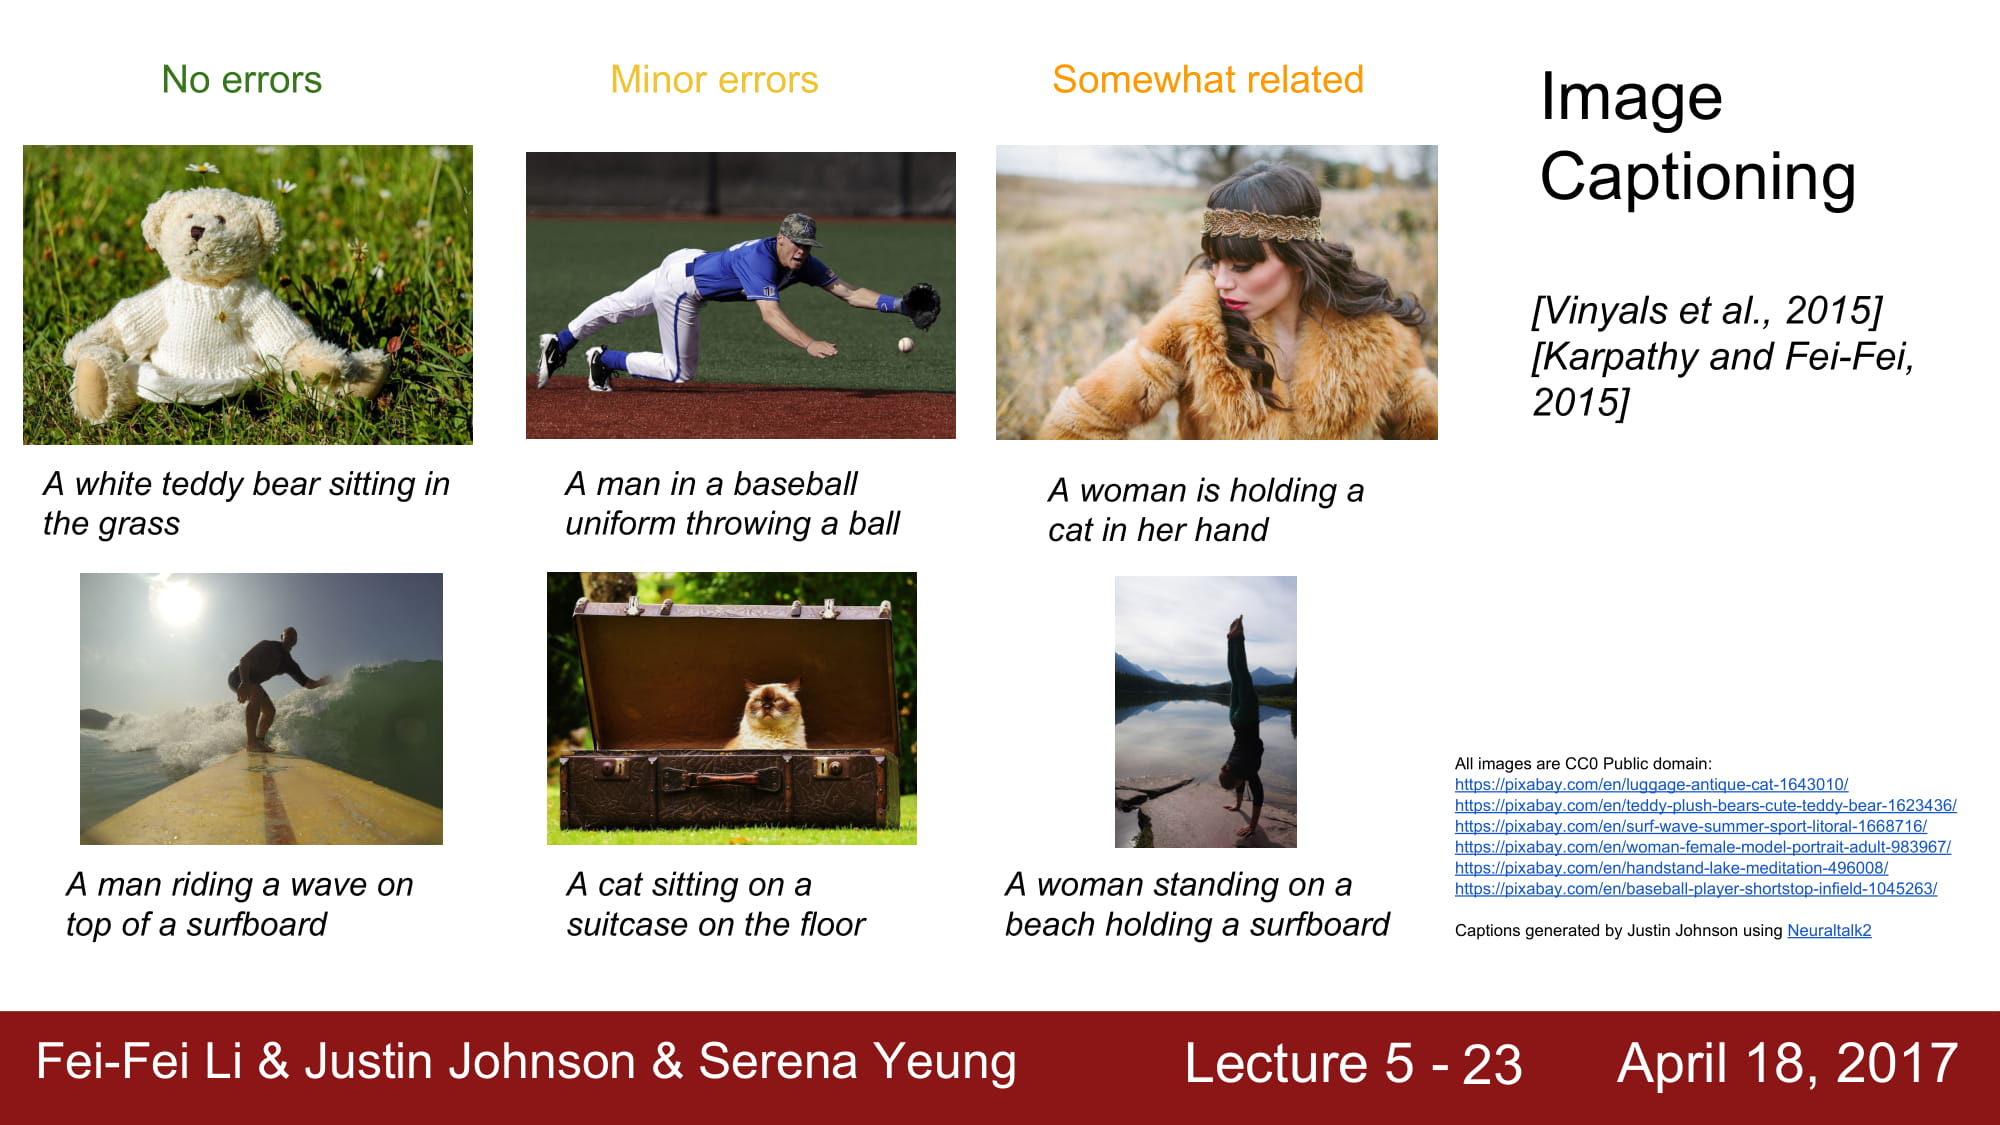 No errors
Minor errors
Somewhat related
Image
Captioning
[Vinyals et al., 2015]
[Karpathy and Fei-Fei,
2015]
A white teddy bear sitting in
the grass
A man in a baseball
uniform throwing a ball
A woman is holding a
cat in her hand
A man riding a wave on
top of a surfboard
A cat sitting on a
suitcase on the floor
A woman standing on a
beach holding a surfboard
All images are CC0 Public domain:
https://pixabay.com/en/luggage-antique-cat-1643010/
https://pixabay.com/en/teddy-plush-bears-cute-teddy-bear-1623436/
https://pixabay.com/en/surf-wave-summer-sport-litoral-1668716/
https://pixabay.com/en/woman-female-model-portrait-adult-983967/
https://pixabay.com/en/handstand-lake-meditation-496008/
https://pixabay.com/en/baseball-player-shortstop-infield-1045263/
Captions generated by Justin Johnson using Neuraltalk2
Fei-Fei Li & Justin Johnson & Serena Yeung
Lecture 5 - 23
April 18, 2017